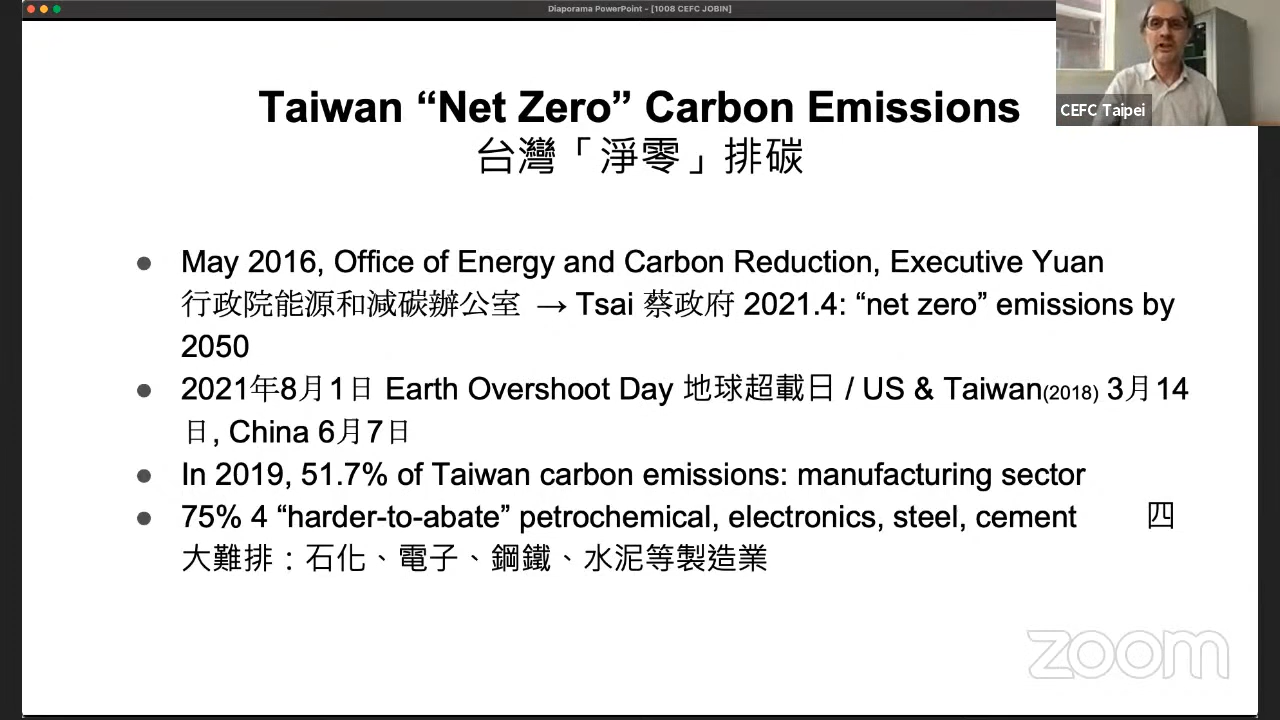 Diaporama PowerPoint - [1008 CEFC JOBIN]
CEFC Taipei
Taiwan “Net Zero” Carbon Emissions
台灣「淨零」排碳
● May 2016, Office of Energy and Carbon Reduction, Executive Yuan
行政院能源和減碳辦公室 → Tsai 蔡政府 2021.4: “net zero” emissions by
2050
● 2021年8月1日 Earth Overshoot Day 地球超載日 / US & Taiwan(2018) 3月14
日, China 6月7日
● In 2019, 51.7% of Taiwan carbon emissions: manufacturing sector
● 75% 4 “harder-to-abate” petrochemical, electronics, steel, cement 四
大難排：石化、電子、鋼鐵、水泥等製造業
zoom